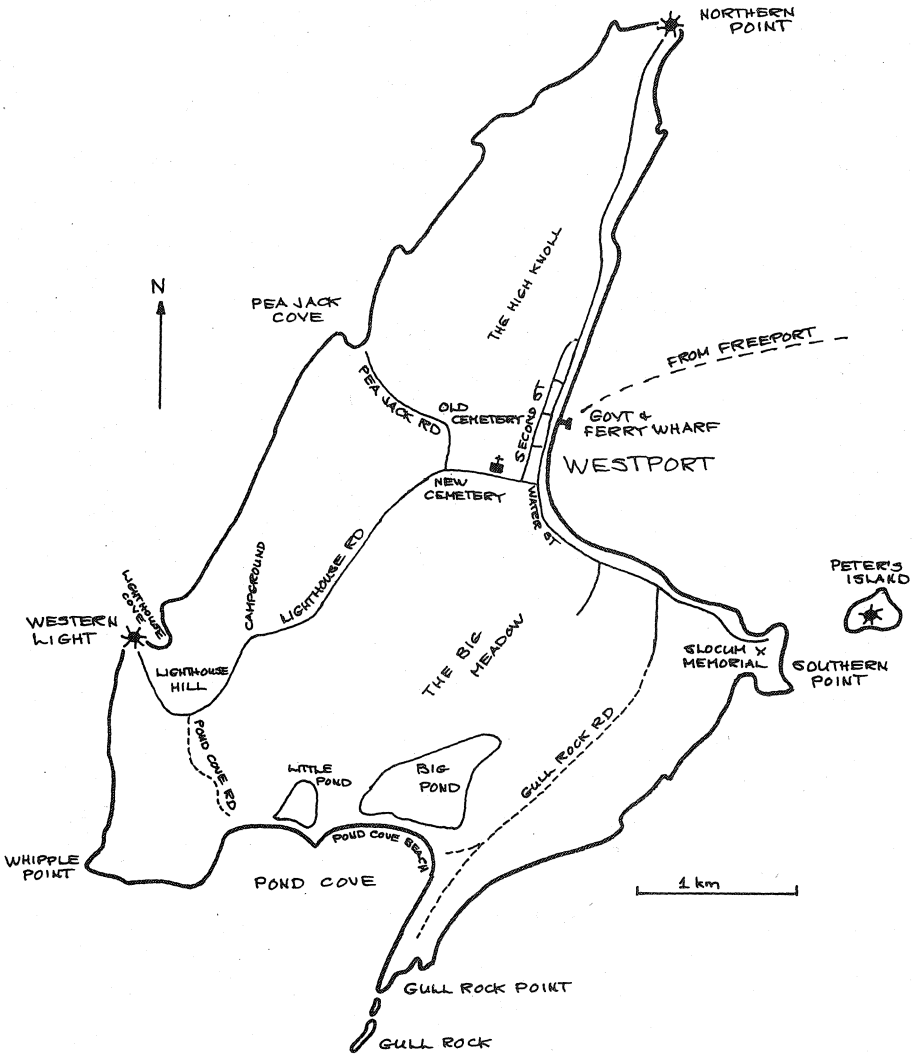 NORTHERN
POINT
N
THE HIGH KNOLL
PEA JACK
COVE
FROM FREEPORT
PEA JACK RD
OLD
CEMETERY
SECOND ST
GOVT &
FERRY WHARF
WESTPORT
NEW
CEMETERY
WATER ST
LIGHTHOUSE RD
CAMPGROUND
LIGHTHOUSE
COVE
PETER'S
ISLAND
WESTERN
LIGHT
THE BIG
MEADOW
SLOCUM X
MEMORIAL
SOUTHERN
POINT
LIGHTHOUSE
HILL
POND COVE RD
GULL ROCK RD
LITTLE
POND
BIG
POND
POND COVE BEACH
WHIPPLE
POINT
POND COVE
1 km
GULL ROCK POINT
GULL ROCK